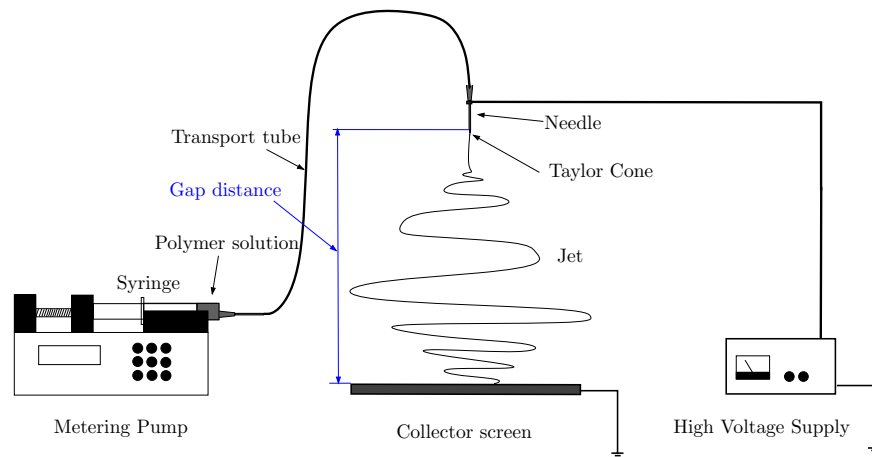 Needle
Transport tube
Taylor Cone
Gap distance
Polymer solution
Jet
Syringe
Metering Pump
Collector screen
High Voltage Supply